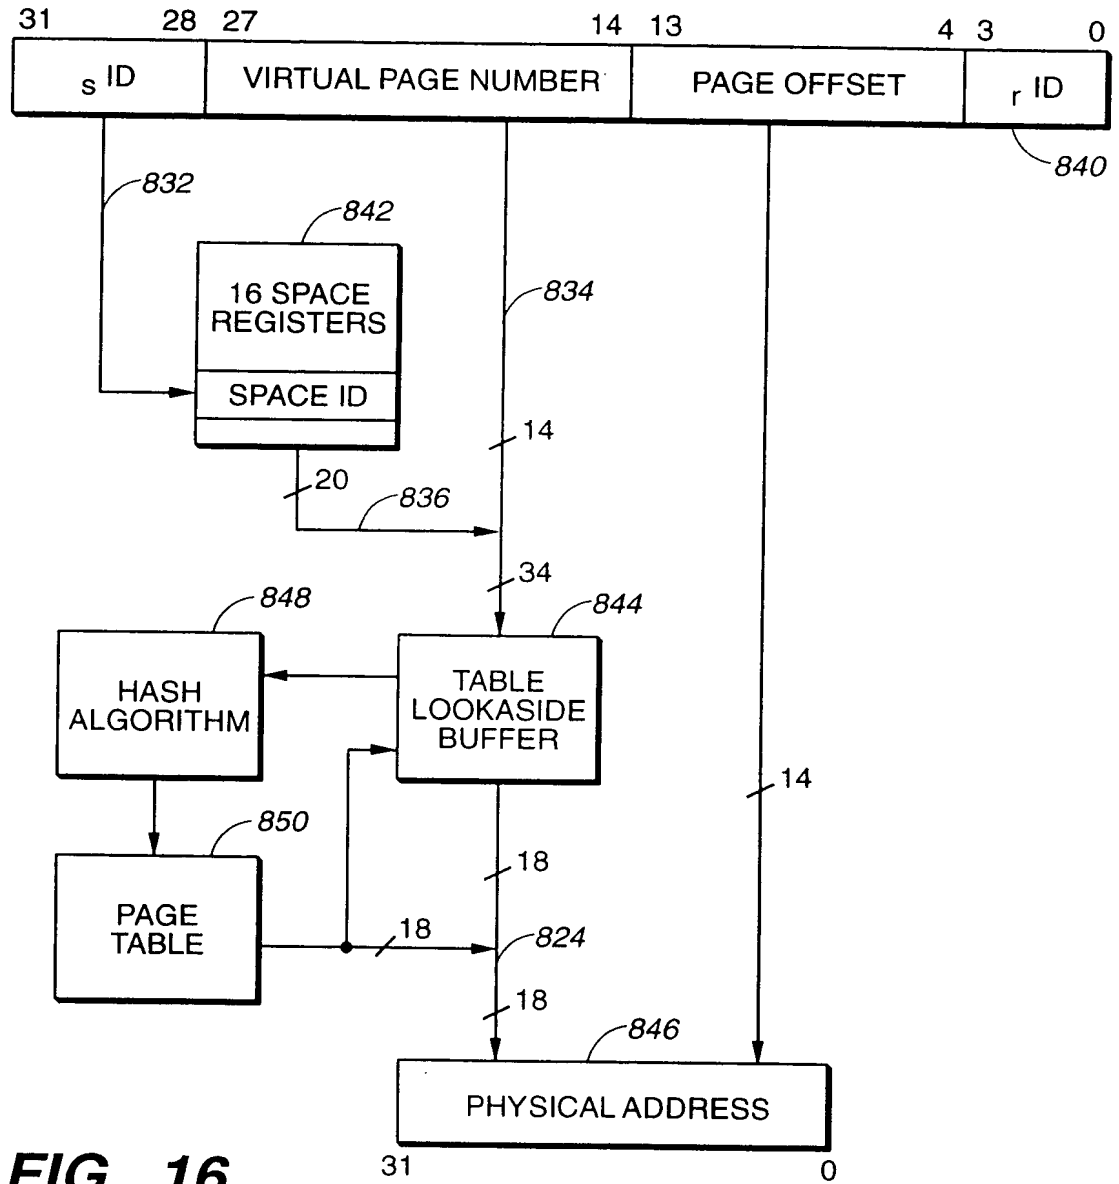 31 28 27 14 13 4 3 0
s ID VIRTUAL PAGE NUMBER PAGE OFFSET r ID
840
832
842
16 SPACE
REGISTERS
SPACE ID
834
14
20
836
34
848
844
HASH
ALGORITHM
TABLE
LOOKASIDE
BUFFER
14
850
PAGE
TABLE
18
18
824
18
846
PHYSICAL ADDRESS
31 0
FIG_16